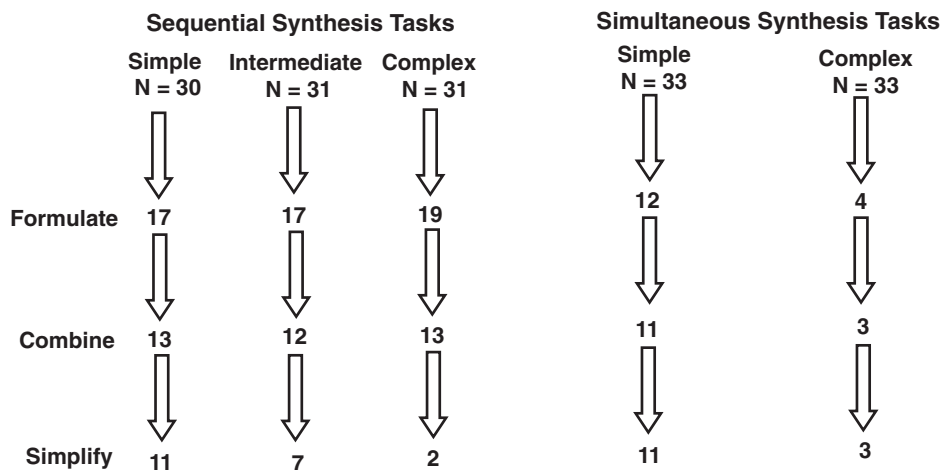 Sequential Synthesis Tasks
Simultaneous Synthesis Tasks
Simple Intermediate Complex
N = 30 N = 31 N = 31
Simple Complex
N = 33 N = 33
Formulate 17 17 19 12 4
Combine 13 12 13 11 3
Simplify 11 7 2 11 3